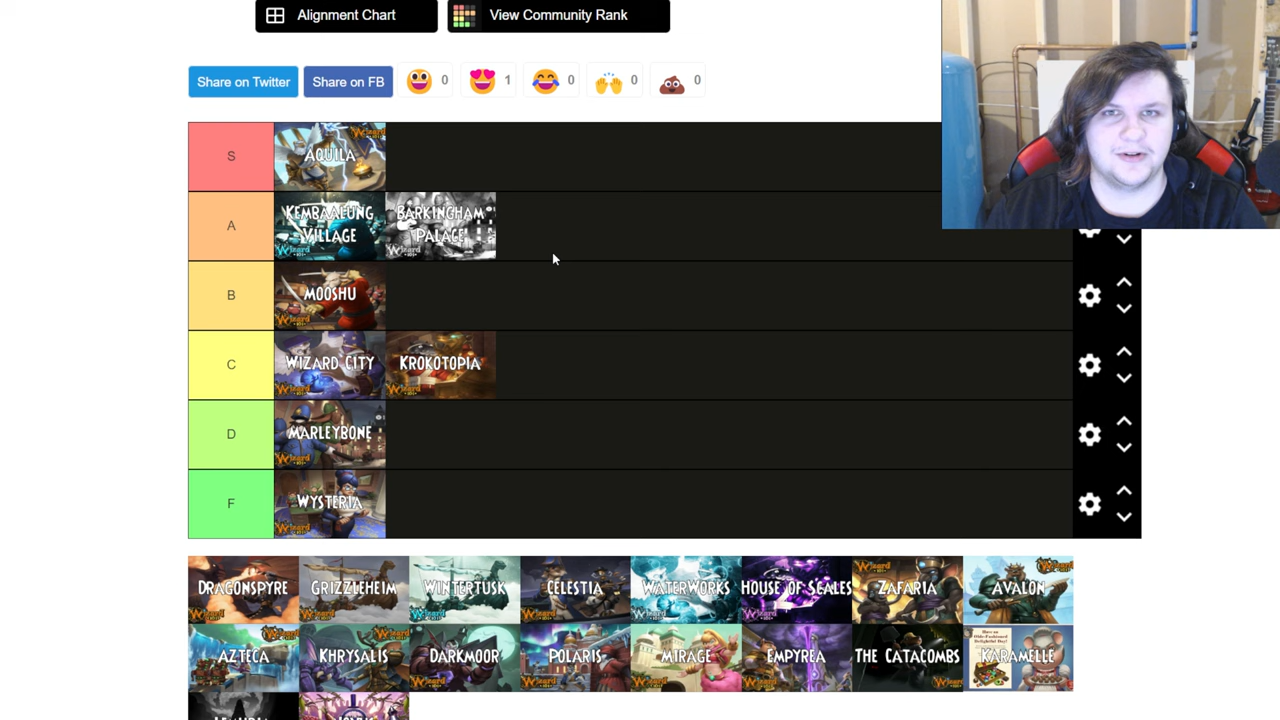 Alignment Chart
View Community Rank
Share on Twitter
Share on FB
0
1
0
0
0
S
AQUILA
A
KEMBAALUNG
VILLAGE
BARKINGHAM
PALACE
B
MOOSHU
C
WIZARD CITY
KROKOTOPIA
D
MARLEYBONE
F
WYSTERIA
DRAGONSPYRE
GRIZZLEHEIM
WINTERTUSK
CELESTIA
WATERWORKS
HOUSE OF SCALES
ZAFARIA
AVALON
AZTECA
KHRYSALIS
DARKMOOR
POLARIS
MIRAGE
EMPYREA
THE CATACOMBS
KARAMELLE